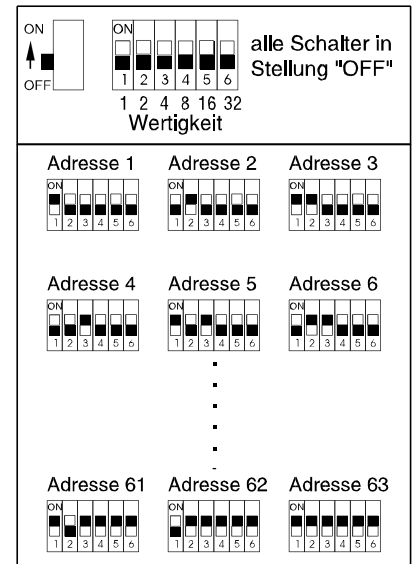 ON
OFF
ON
1 2 3 4 5 6
1 2 4 8 16 32
Wertigkeit
alle Schalter in
Stellung "OFF"
Adresse 1 Adresse 2 Adresse 3
ON ON ON
1 2 3 4 5 6 1 2 3 4 5 6 1 2 3 4 5 6
Adresse 4 Adresse 5 Adresse 6
ON ON ON
1 2 3 4 5 6 1 2 3 4 5 6 1 2 3 4 5 6
Adresse 61 Adresse 62 Adresse 63
ON ON ON
1 2 3 4 5 6 1 2 3 4 5 6 1 2 3 4 5 6